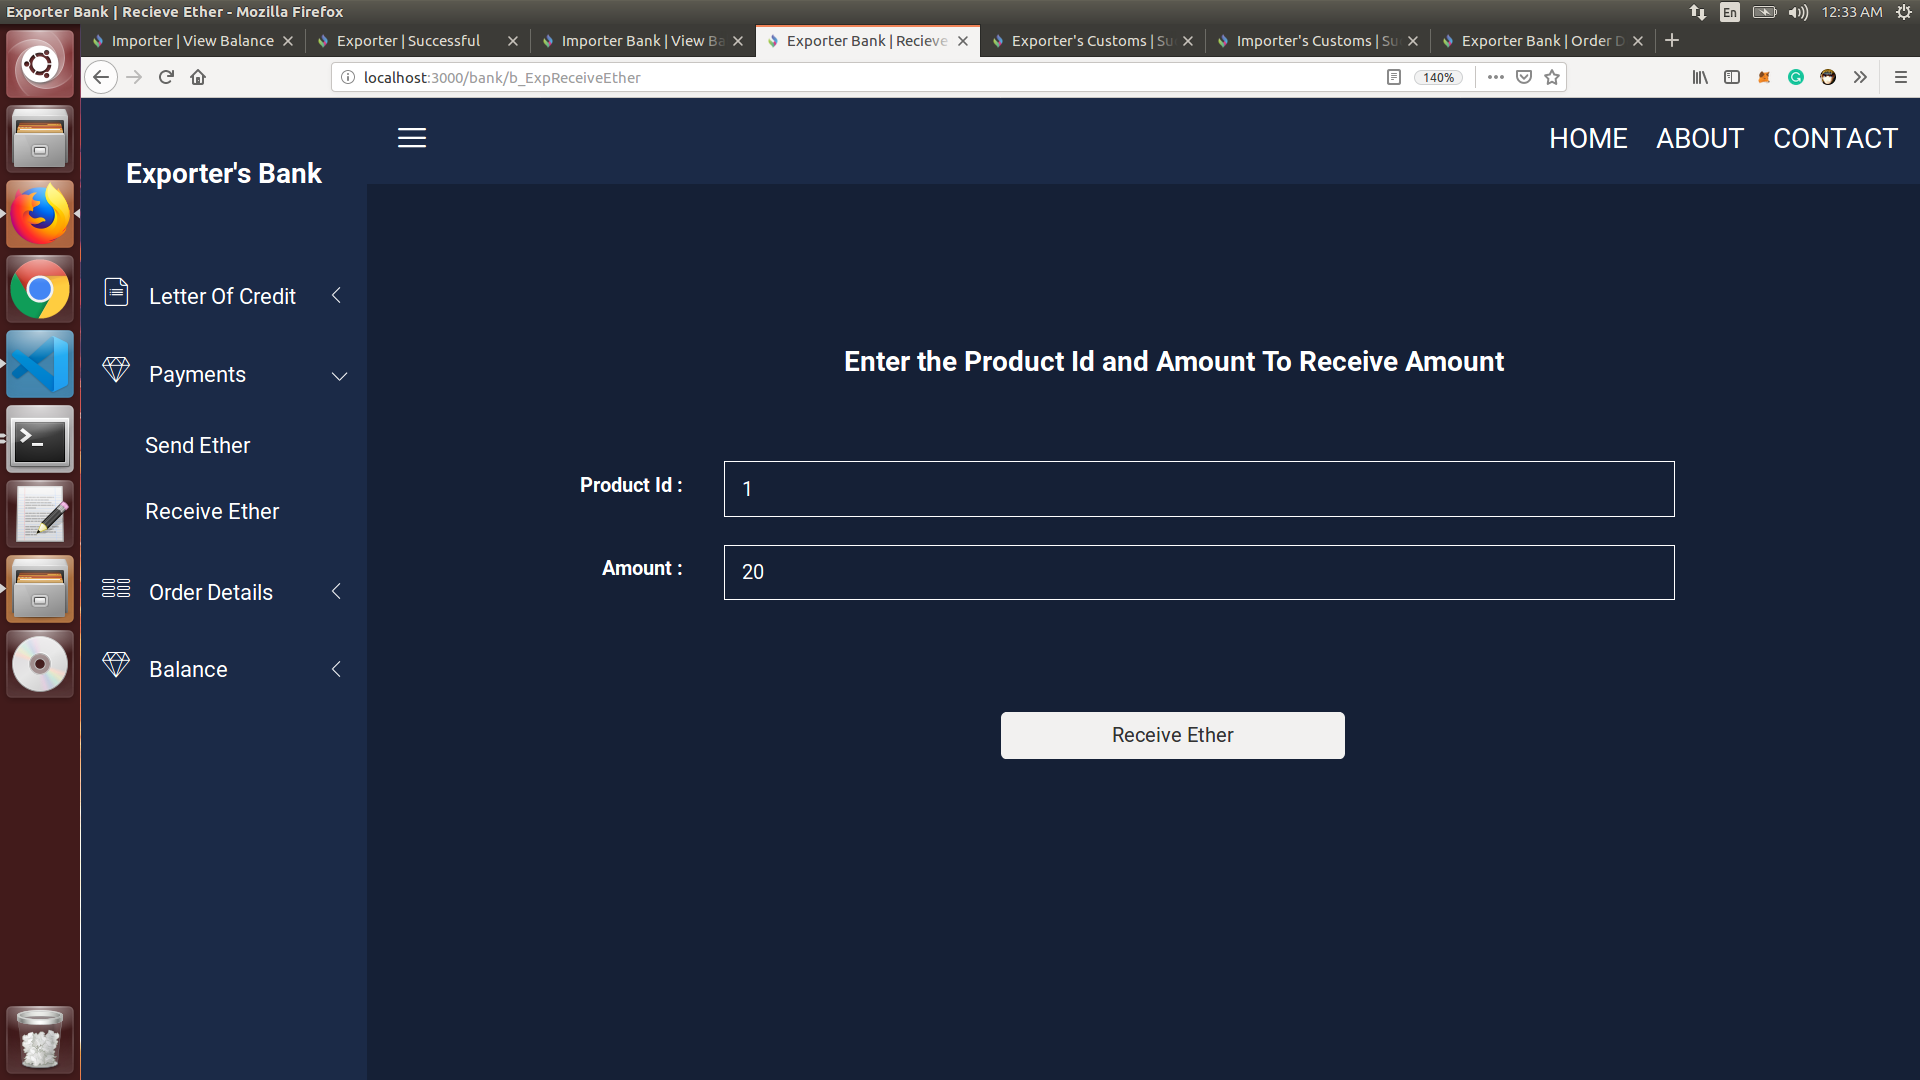 Exporter Bank | Recieve Ether - Mozilla Firefox
En
12:33 AM
Importer | View Balance
Exporter | Successful
Importer Bank | View Ba
Exporter Bank | Recieve
Exporter's Customs | Su
Importer's Customs | Su
Exporter Bank | Order D
localhost:3000/bank/b_ExpReceiveEther
140%
HOME ABOUT CONTACT
Exporter's Bank
Letter Of Credit
Payments
Send Ether
Receive Ether
Order Details
Balance
Enter the Product Id and Amount To Receive Amount
Product Id :
1
Amount :
20
Receive Ether